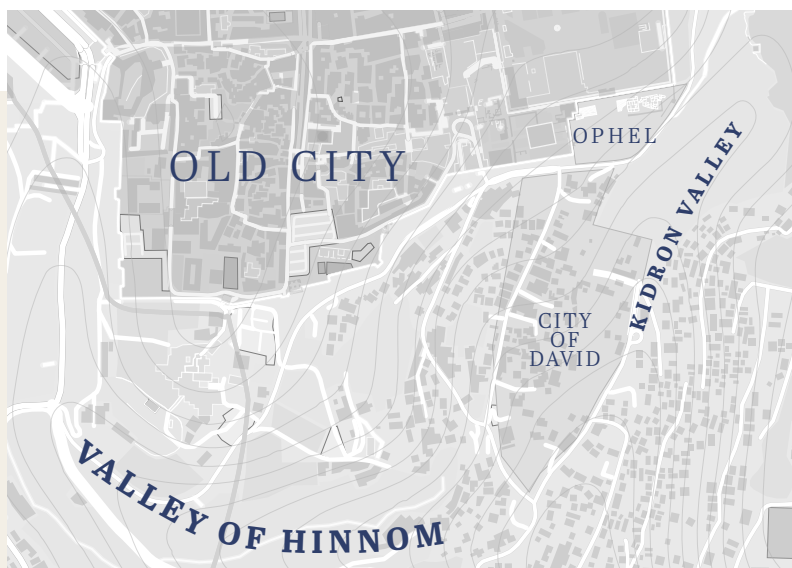 OPHEL
OLD CITY
KIDRON VALLEY
CITY
OF
DAVID
VALLEY OF HINNOM